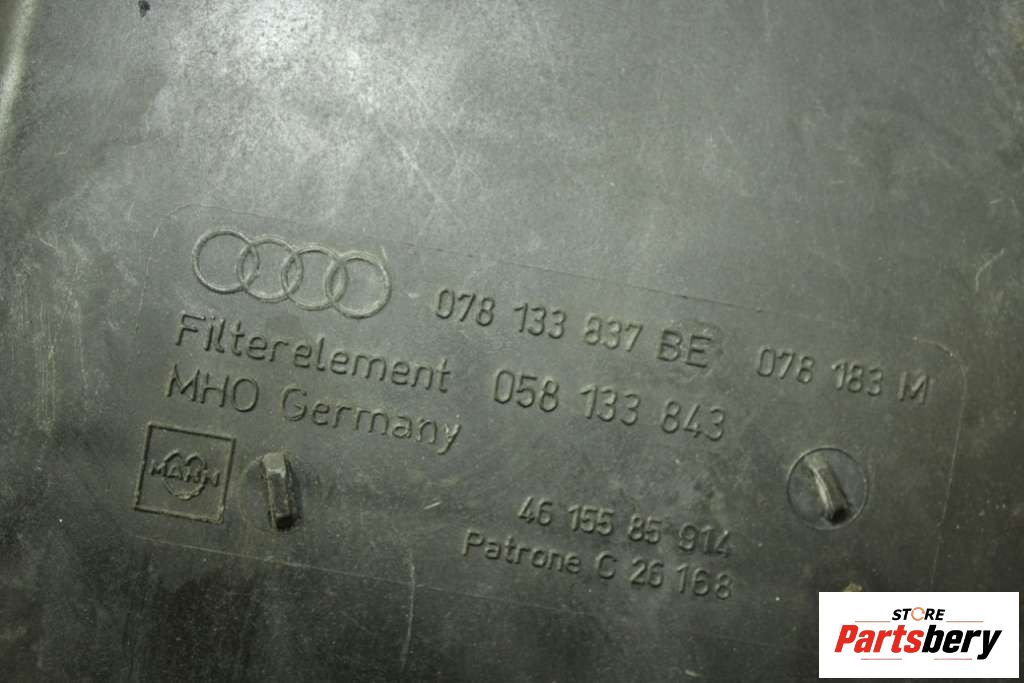 078 133 837 BE 078 183 M
Filterelement 058 133 843
MHO Germany
MANN
46 155 85 914
Patrone C 26 168
STORE
Partsbery